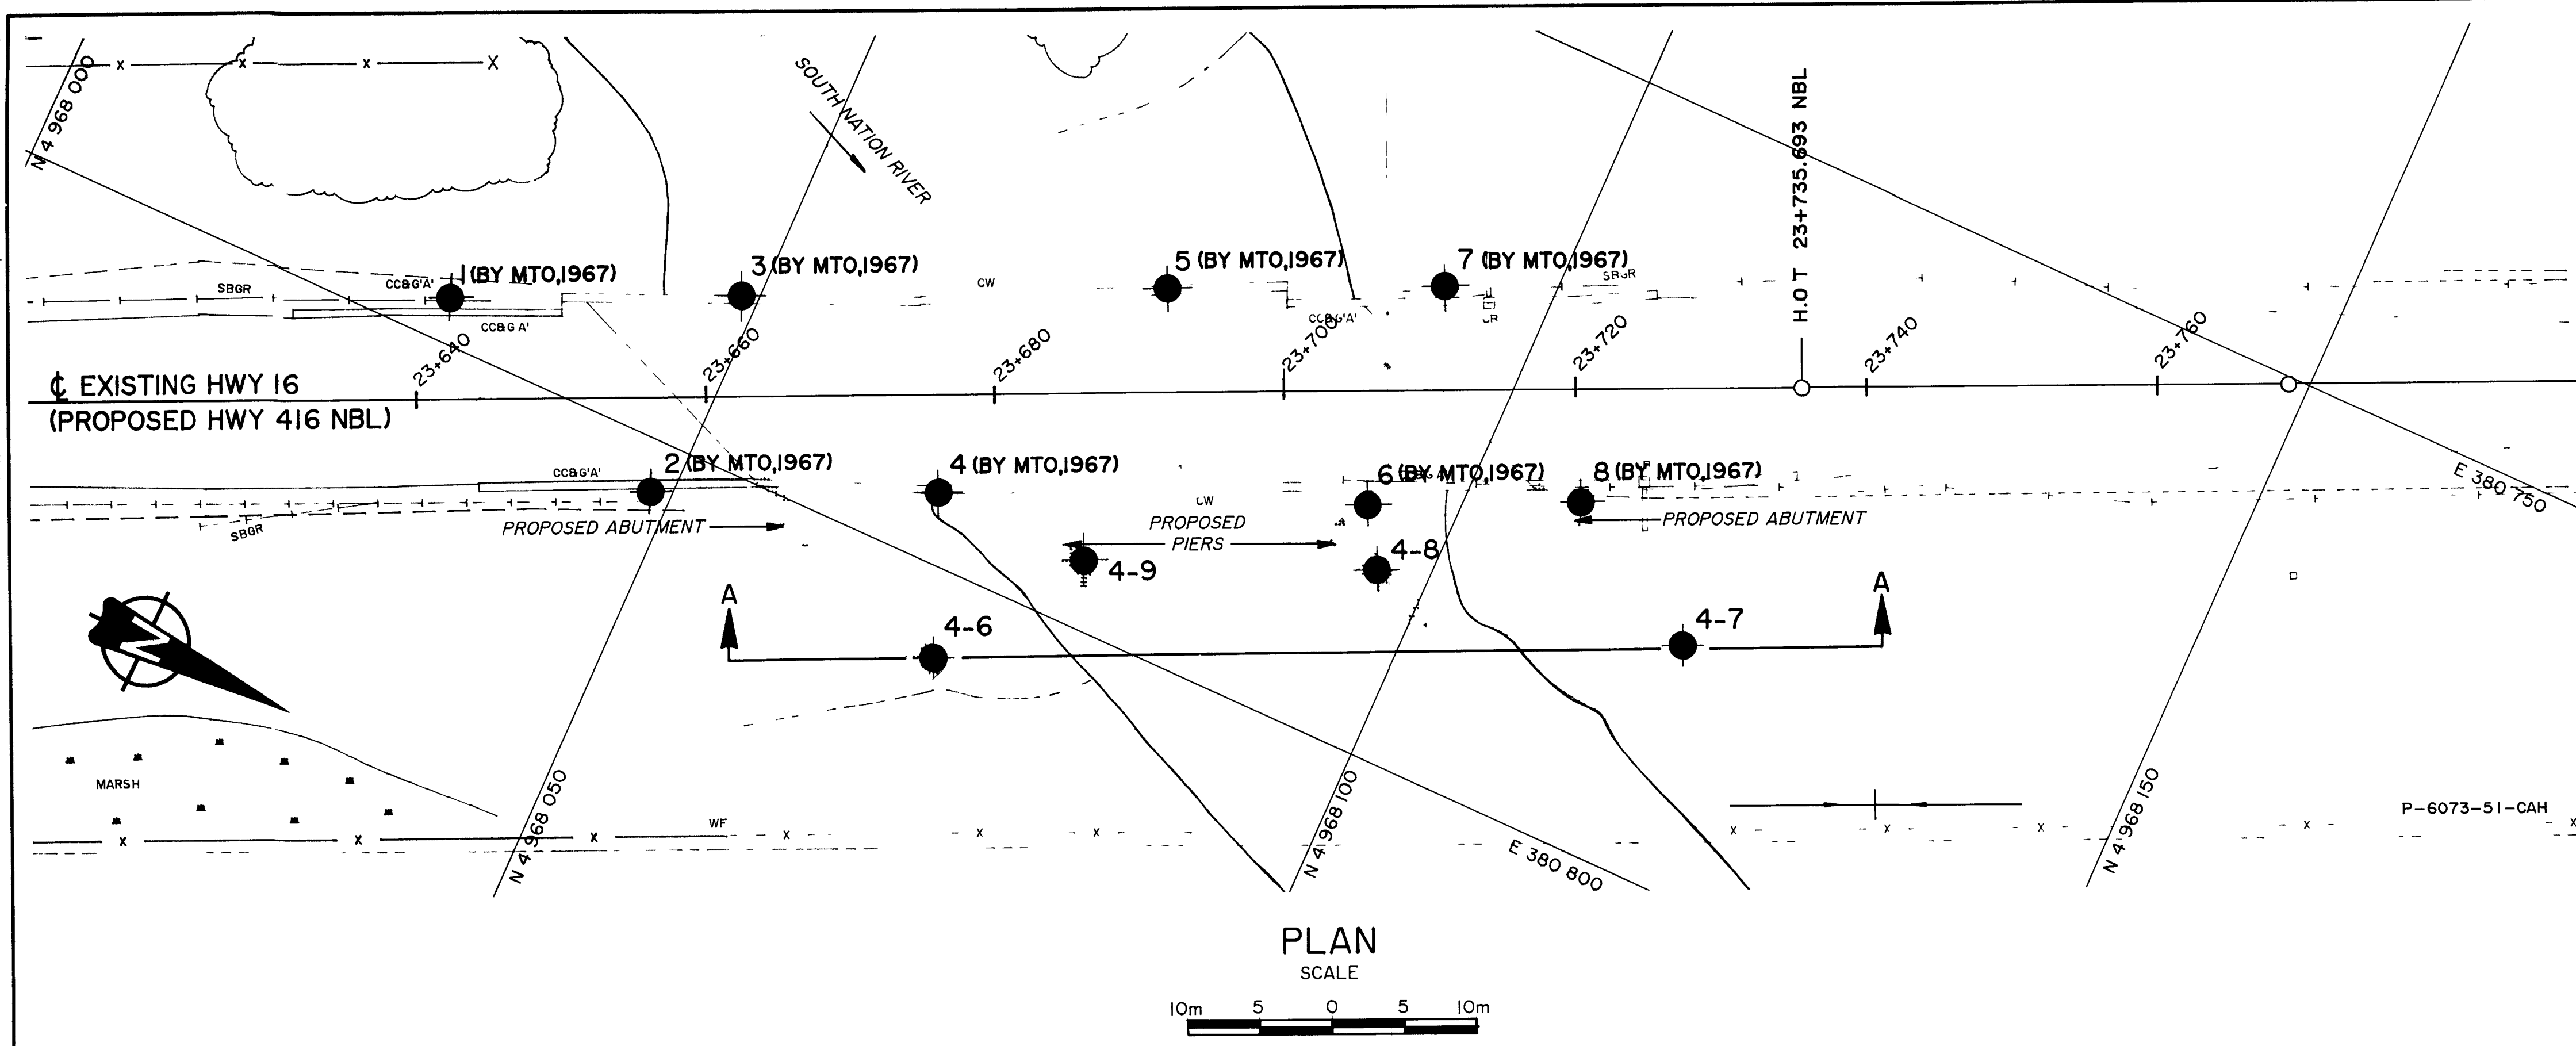 N 4 968 000
SOUTH NATION RIVER
H.O T 23+735.693 NBL
1 (BY MTO,1967)
3 (BY MTO,1967)
5 (BY MTO,1967)
7 (BY MTO,1967)
SBGR
CC&G'A'
CW
SBGR
CC&G A'
CC&G'A'
CR
23+640
23+660
23+680
23+700
23+720
23+740
23+760
℄ EXISTING HWY 16
(PROPOSED HWY 416 NBL)
2 (BY MTO,1967)
4 (BY MTO,1967)
6 (BY MTO,1967)
8 (BY MTO,1967)
CC&G'A'
E 380 750
CW
SBGR
PROPOSED ABUTMENT
PROPOSED
PIERS
PROPOSED ABUTMENT
4-9
4-8
A
A
4-6
4-7
MARSH
WF
N 4 968 050
N 4 968 100
E 380 800
N 4 968 150
P-6073-51-CAH
PLAN
SCALE
10m 5 0 5 10m